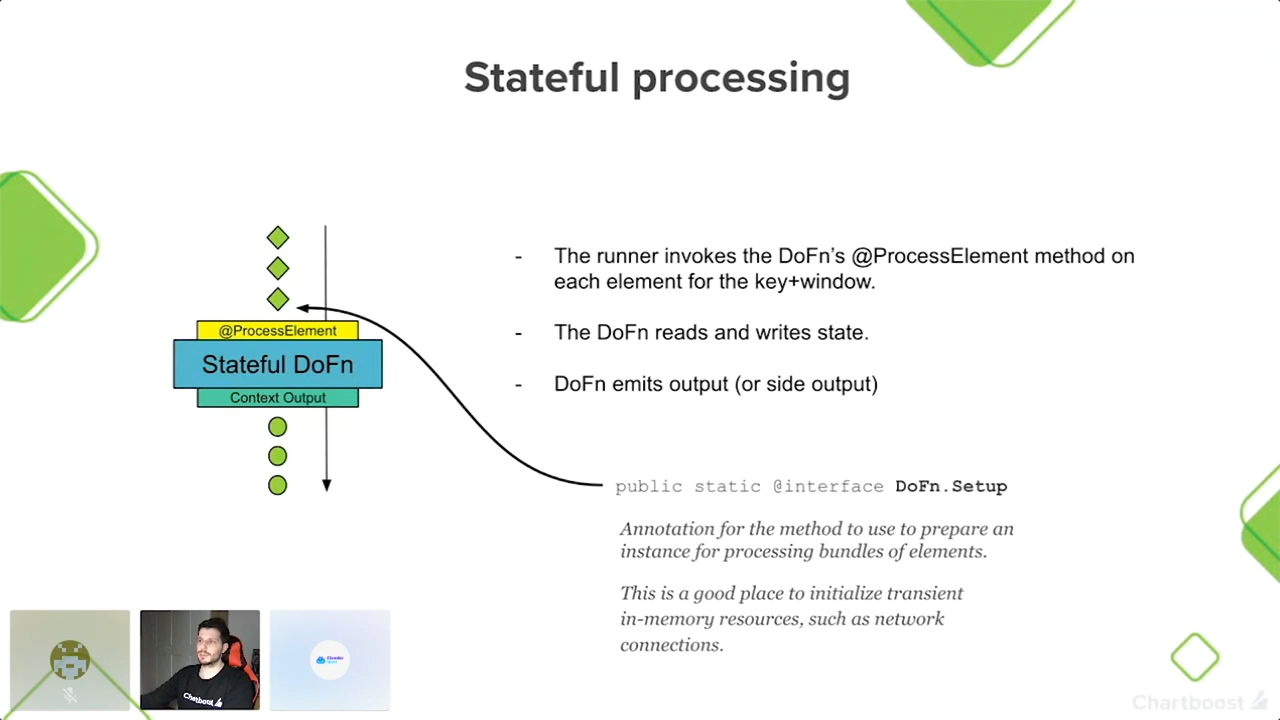 Stateful processing
- The runner invokes the DoFn’s @ProcessElement method on
each element for the key+window.
- The DoFn reads and writes state.
- DoFn emits output (or side output)
@ProcessElement
Stateful DoFn
Context Output
public static @interface DoFn.Setup
Annotation for the method to use to prepare an
instance for processing bundles of elements.
This is a good place to initialize transient
in-memory resources, such as network
connections.
Chartboost
Chartboost